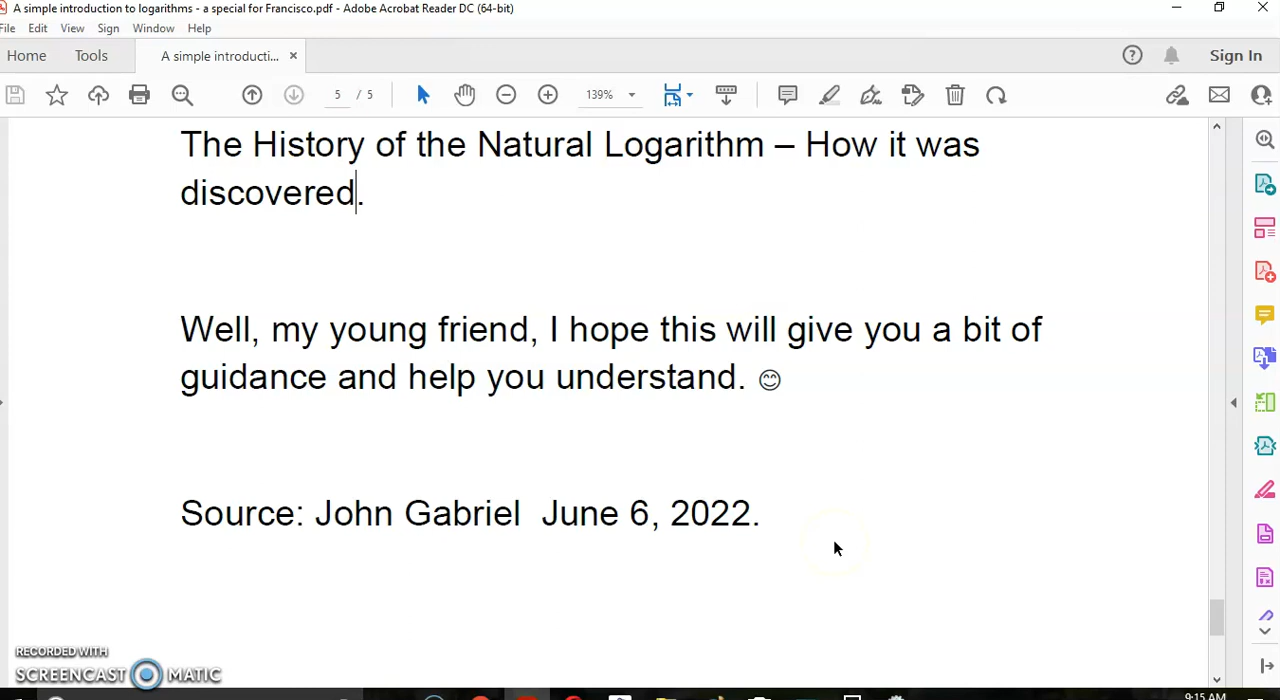 A simple introduction to logarithms - a special for Francisco.pdf - Adobe Acrobat Reader DC (64-bit)
File Edit View Sign Window Help
Home Tools A simple introducti... × Sign In
5 / 5 139%
The History of the Natural Logarithm – How it was
discovered.
Well, my young friend, I hope this will give you a bit of
guidance and help you understand. 😊
Source: John Gabriel June 6, 2022.
RECORDED WITH
SCREENCAST MATIC
9:15 AM